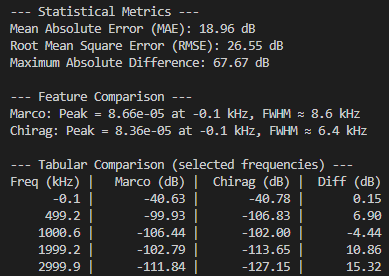 --- Statistical Metrics ---
Mean Absolute Error (MAE): 18.96 dB
Root Mean Square Error (RMSE): 26.55 dB
Maximum Absolute Difference: 67.67 dB
--- Feature Comparison ---
Marco: Peak = 8.66e-05 at -0.1 kHz, FWHM ≈ 8.6 kHz
Chirag: Peak = 8.36e-05 at -0.1 kHz, FWHM ≈ 6.4 kHz
--- Tabular Comparison (selected frequencies) ---
Freq (kHz) | Marco (dB) | Chirag (dB) | Diff (dB)
-0.1 | -40.63 | -40.78 | 0.15
499.2 | -99.93 | -106.83 | 6.90
1000.6 | -106.44 | -102.00 | -4.44
1999.2 | -102.79 | -113.65 | 10.86
2999.9 | -111.84 | -127.15 | 15.32